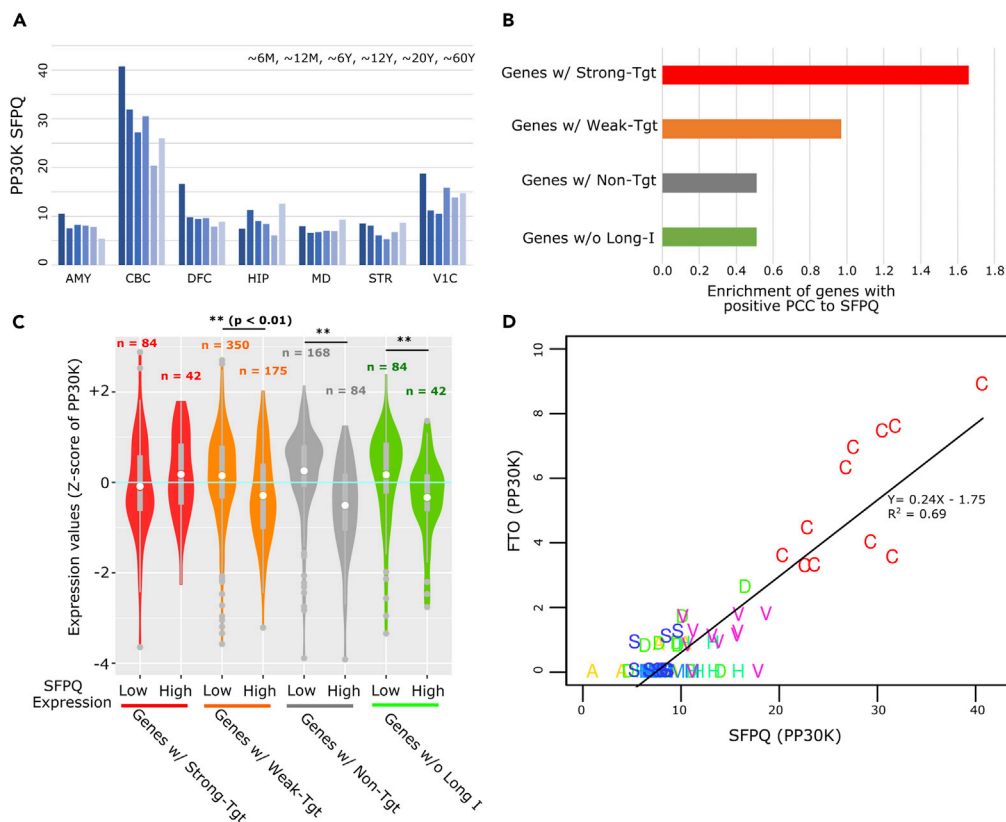 A
~6M, ~12M, ~6Y, ~12Y, ~20Y, ~60Y
PP30K SFPQ
40
30
20
10
0
AMY CBC DFC HIP MD STR V1C
B
Genes w/ Strong-Tgt
Genes w/ Weak-Tgt
Genes w/ Non-Tgt
Genes w/o Long-I
0.0 0.2 0.4 0.6 0.8 1.0 1.2 1.4 1.6 1.8
Enrichment of genes with
positive PCC to SFPQ
C
** (p < 0.01)
**
**
n = 84
n = 42
n = 350
n = 175
n = 168
n = 84
n = 84
n = 42
Expression values (Z-score of PP30K)
+2
0
-2
-4
SFPQ
Expression
Low High Low High Low High Low High
Genes w/ Strong-Tgt
Genes w/ Weak-Tgt
Genes w/ Non-Tgt
Genes w/o Long I
D
FTO (PP30K)
10
8
6
4
2
0
C
C
C
C
C
C
C
C
C
C
C
Y= 0.24X - 1.75
R² = 0.69
0 10 20 30 40
SFPQ (PP30K)